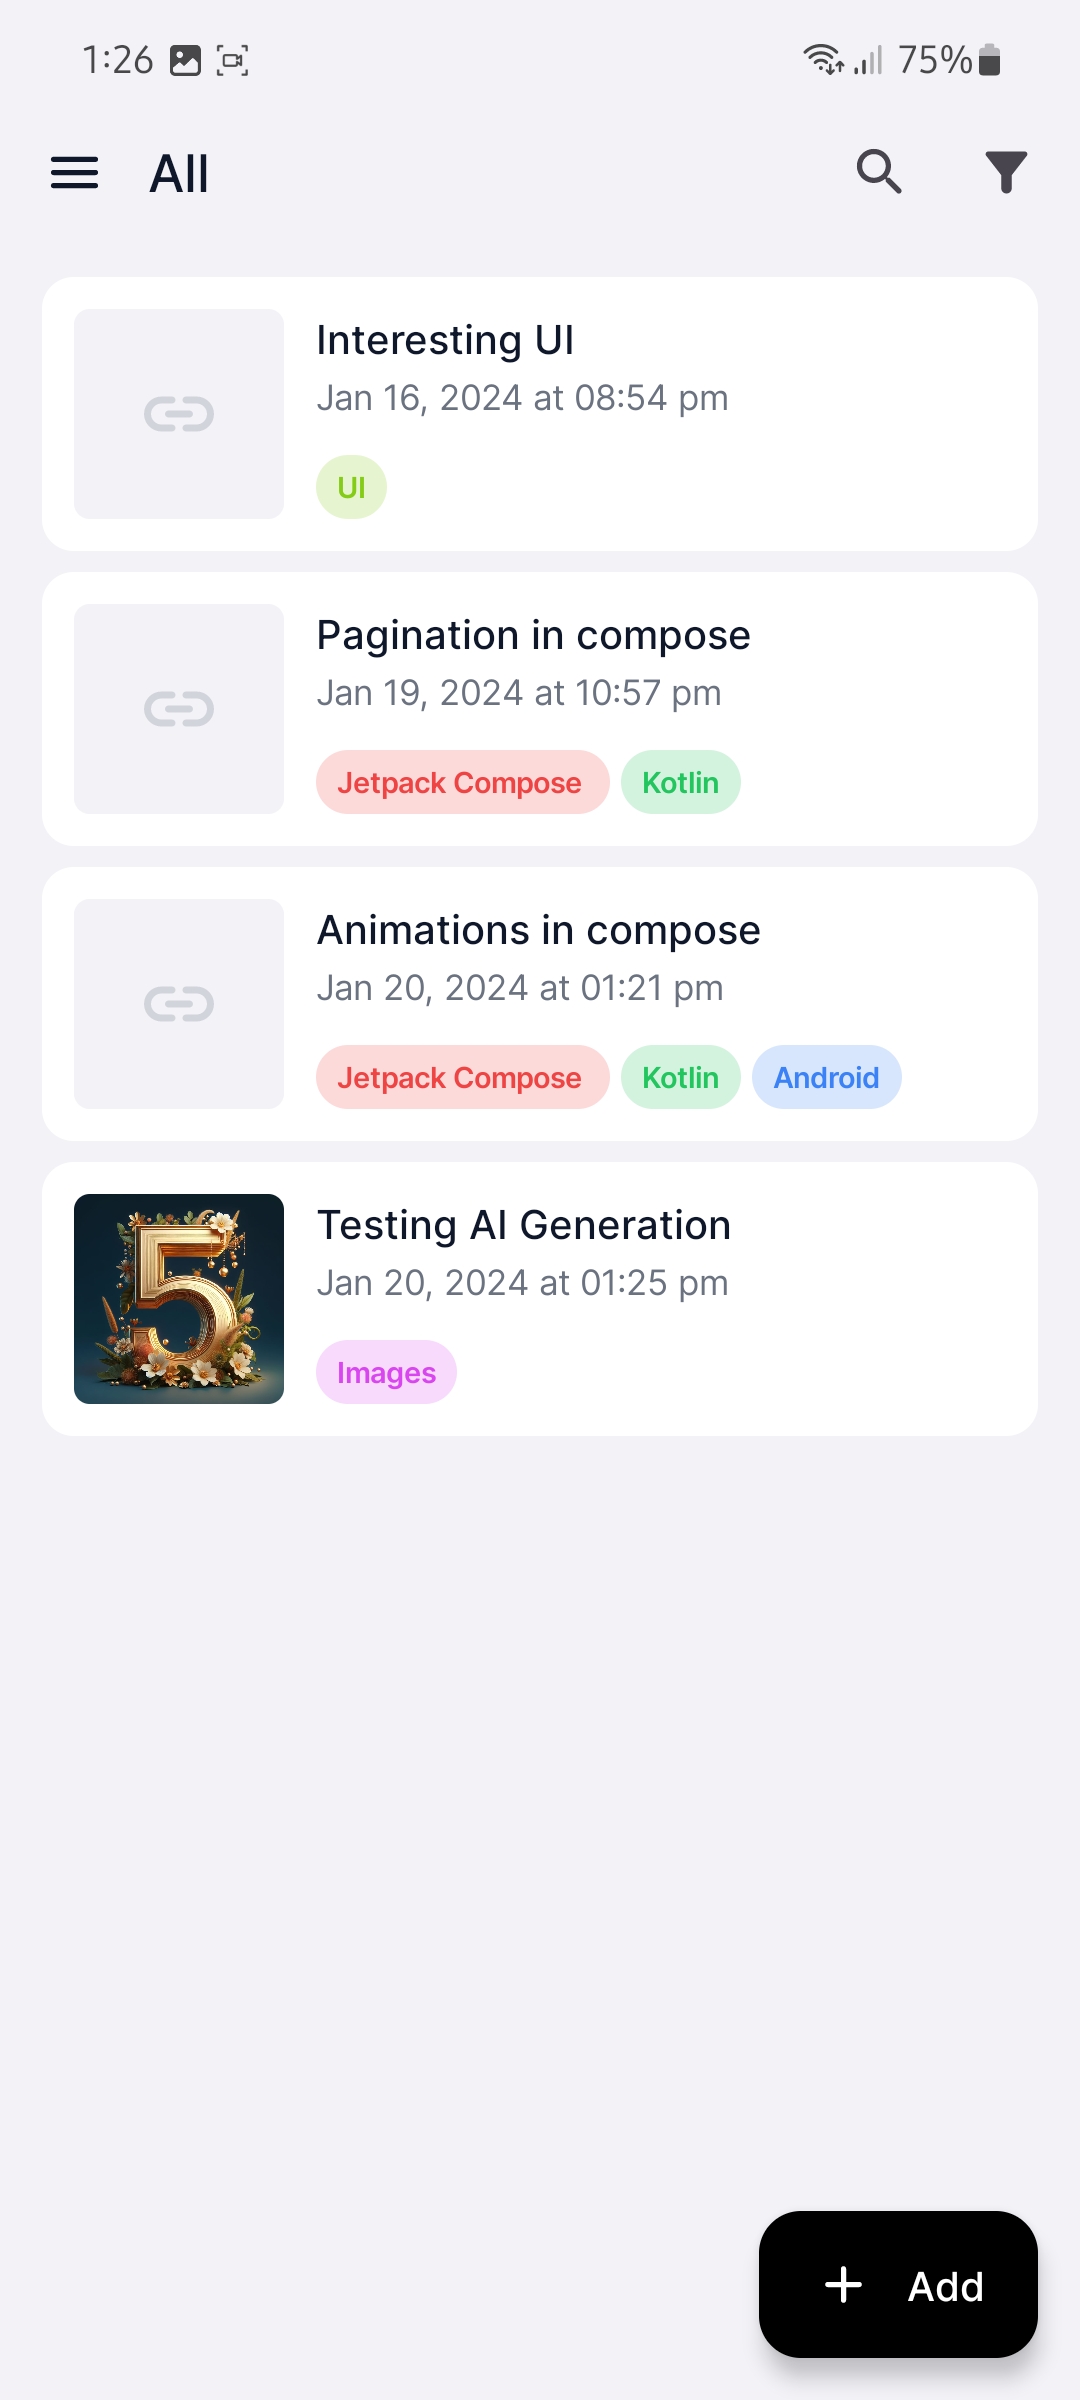 1:26 75%
All
Interesting UI
Jan 16, 2024 at 08:54 pm
UI
Pagination in compose
Jan 19, 2024 at 10:57 pm
Jetpack Compose Kotlin
Animations in compose
Jan 20, 2024 at 01:21 pm
Jetpack Compose Kotlin Android
5
Testing AI Generation
Jan 20, 2024 at 01:25 pm
Images
+ Add